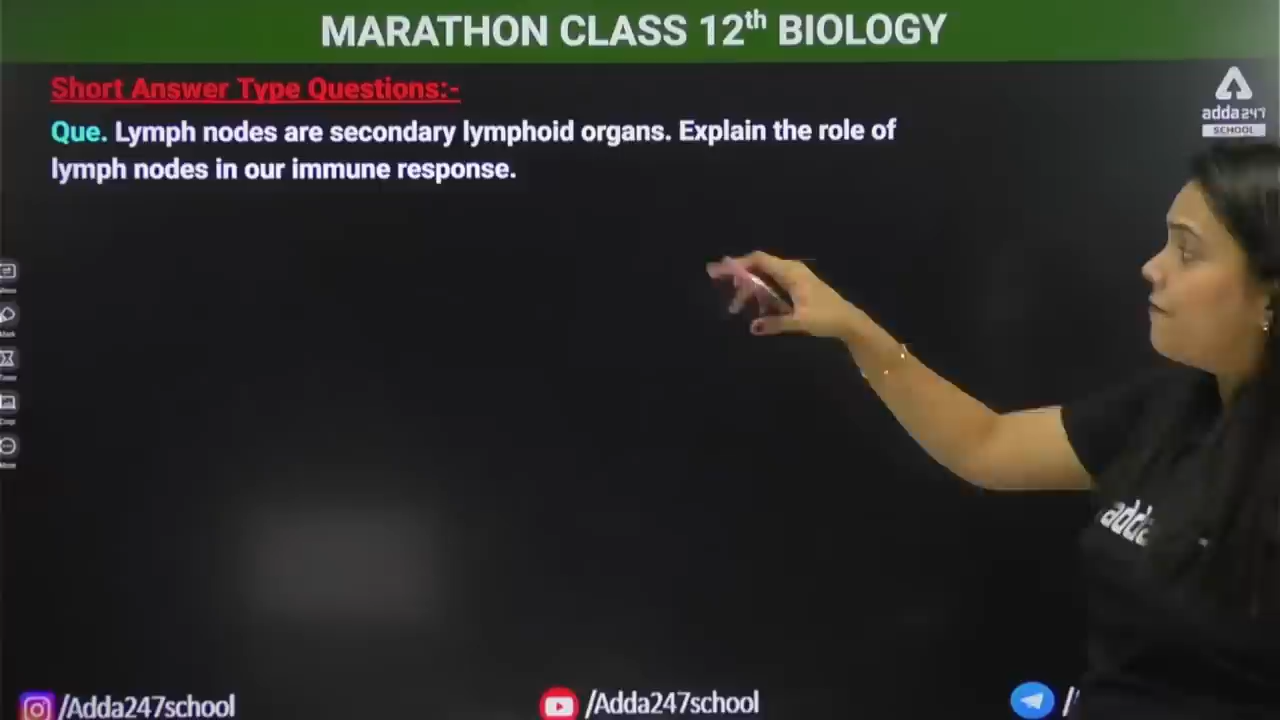 MARATHON CLASS 12th BIOLOGY
Short Answer Type Questions:-
Que. Lymph nodes are secondary lymphoid organs. Explain the role of
lymph nodes in our immune response.
adda247
SCHOOL
adda
/Adda247school
/Adda247school